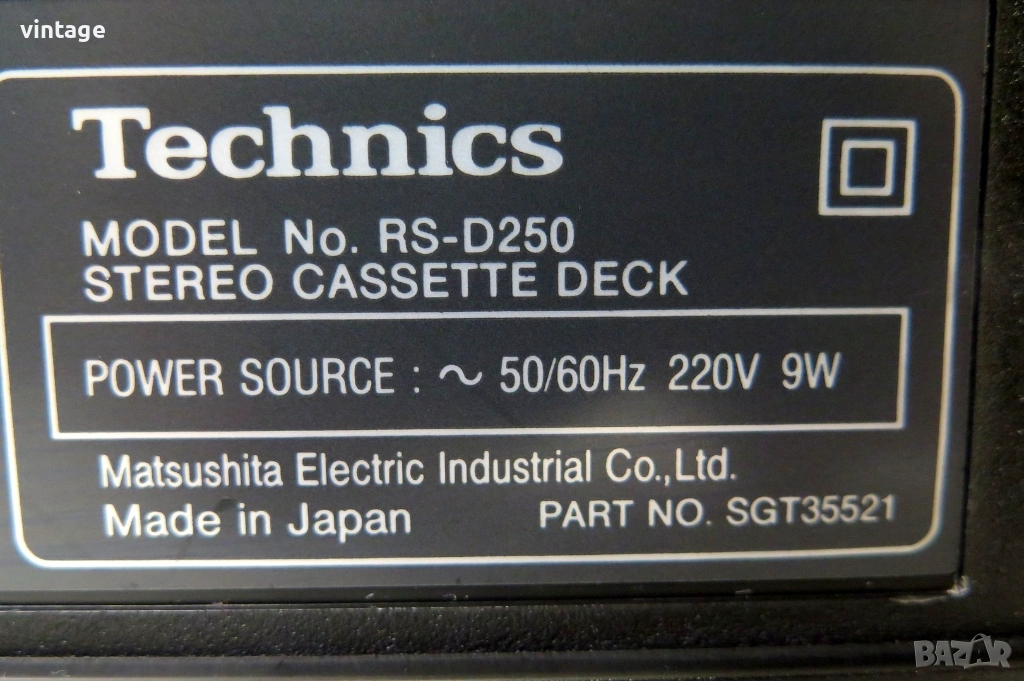 vintage
Technics
MODEL No. RS-D250
STEREO CASSETTE DECK
POWER SOURCE : ～ 50/60Hz 220V 9W
Matsushita Electric Industrial Co.,Ltd.
Made in Japan PART NO. SGT35521
BAZAR